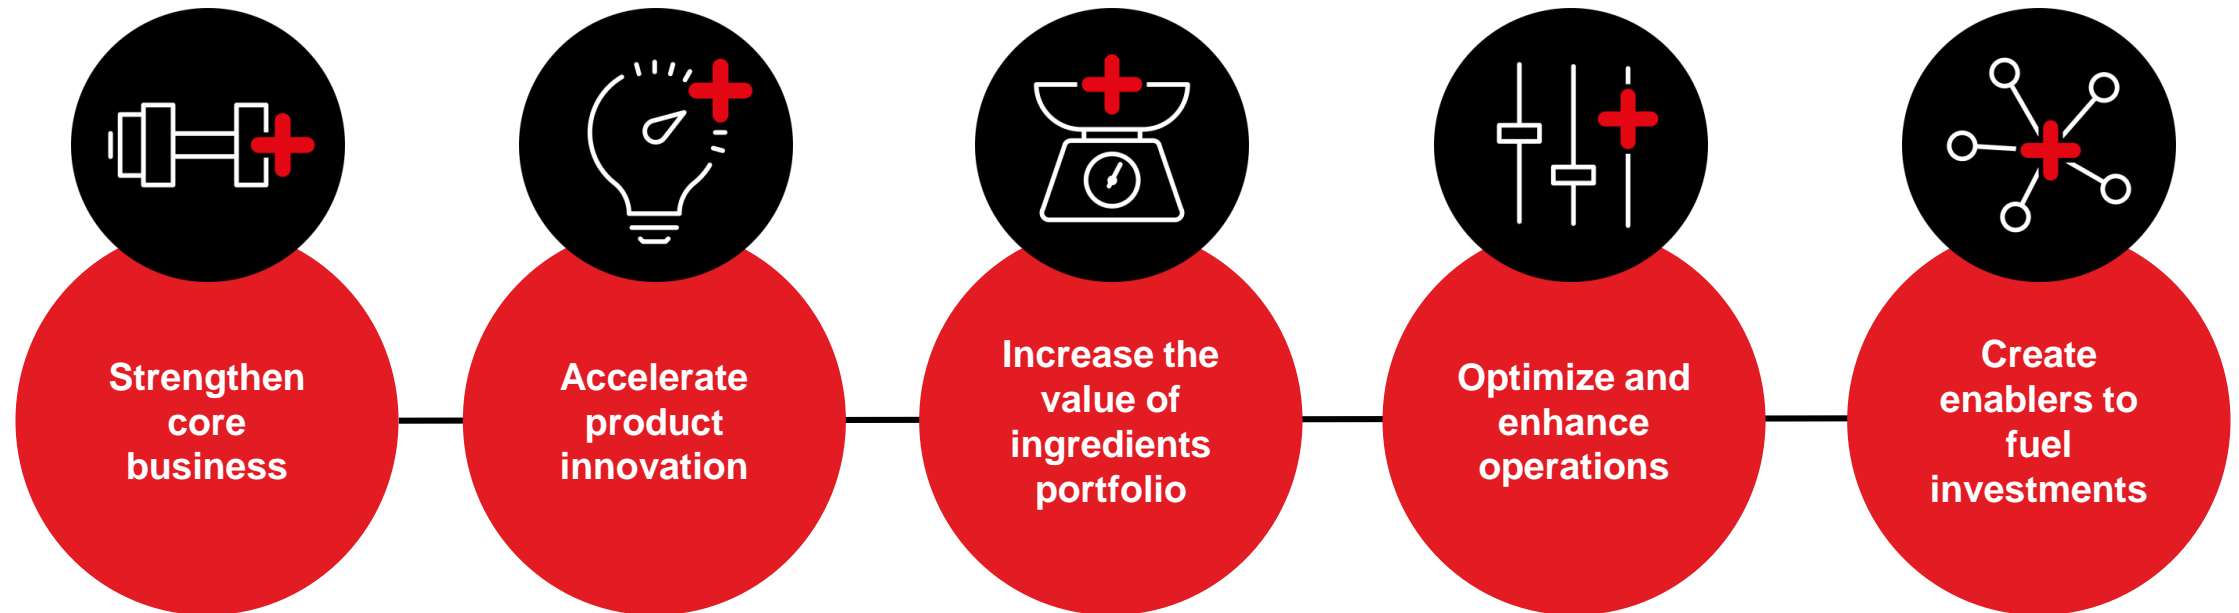 Strengthen
core
business
Accelerate
product
innovation
Increase the
value of
ingredients
portfolio
Optimize and
enhance
operations
Create
enablers to
fuel
investments